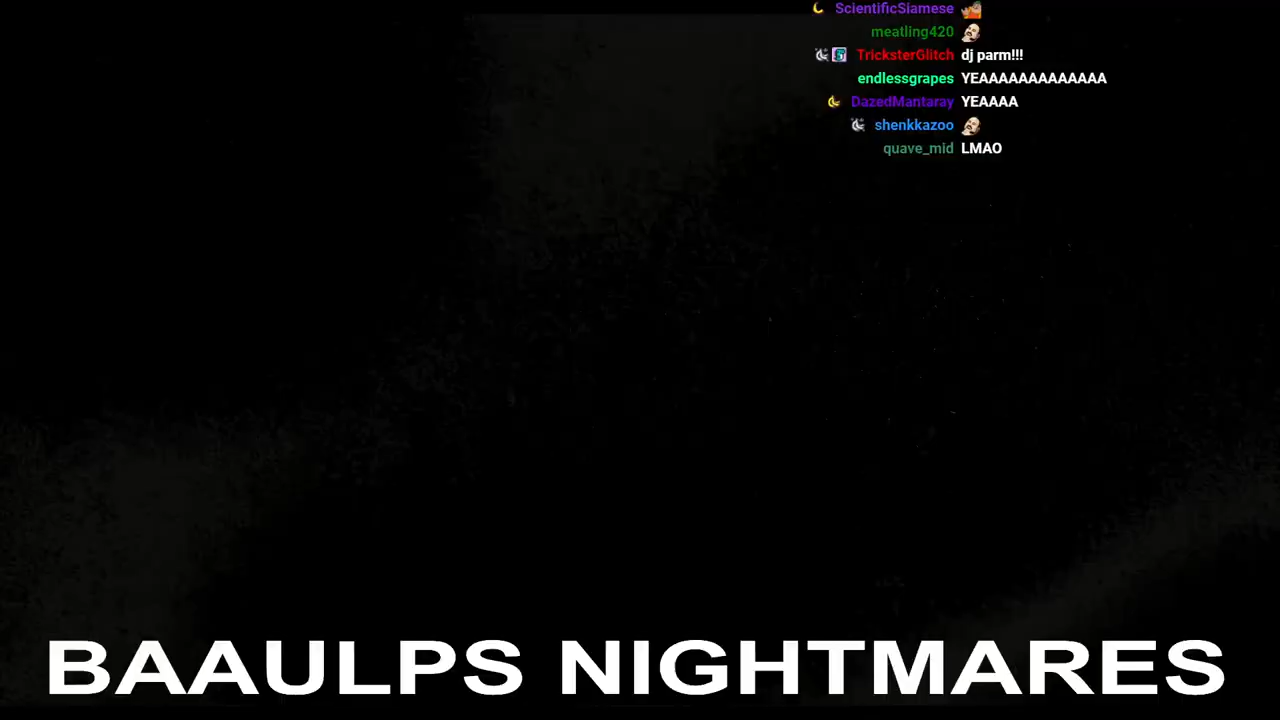 ScientificSiamese
meatling420
TricksterGlitch dj parm!!!
endlessgrapes YEAAAAAAAAAAAAA
DazedMantaray YEAAAA
shenkkazoo
quave_mid LMAO
BAAULPS NIGHTMARES